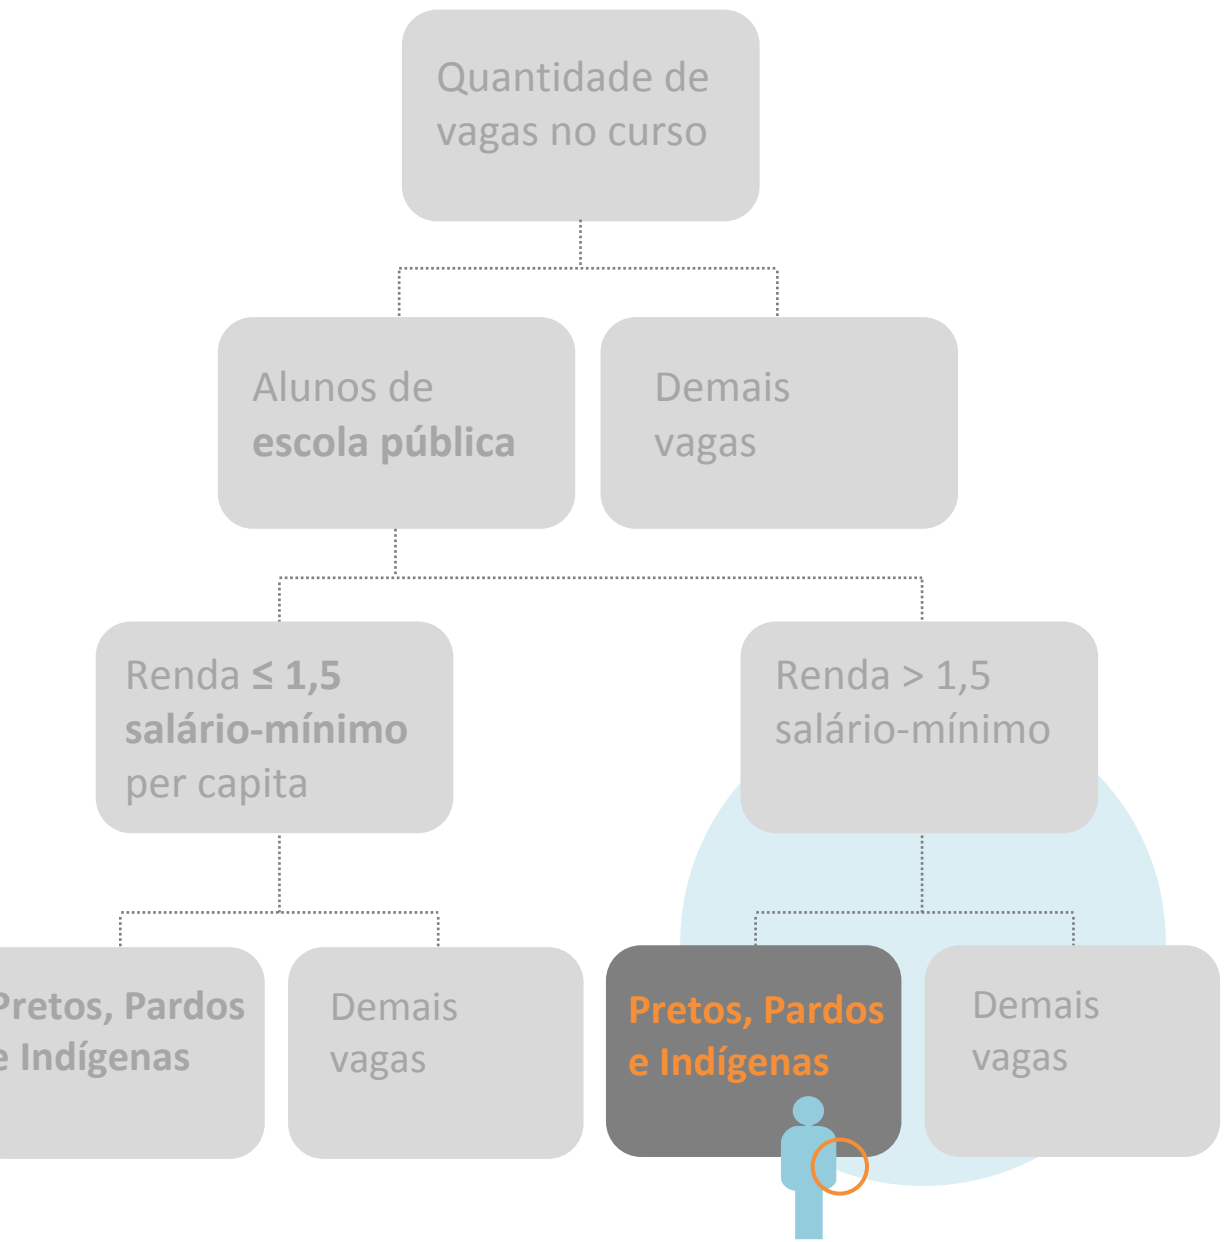 Quantidade de
vagas no curso
Alunos de
escola pública
Demais
vagas
Renda ≤ 1,5
salário-mínimo
per capita
Renda > 1,5
salário-mínimo
Pretos, Pardos
e Indígenas
Demais
vagas
Pretos, Pardos
e Indígenas
Demais
vagas